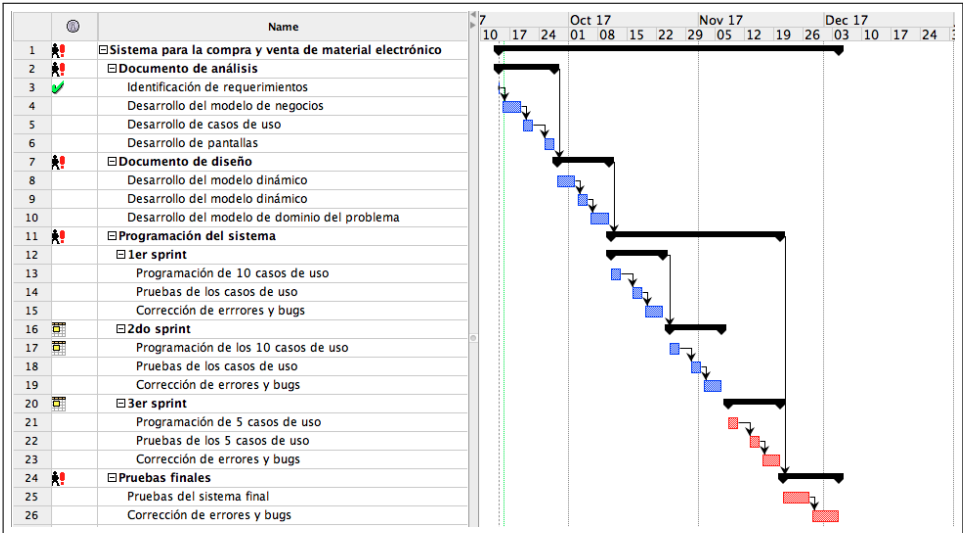 Name
7 Oct 17 Nov 17 Dec 17
10 17 24 01 08 15 22 29 05 12 19 26 03 10 17 24
1 Sistema para la compra y venta de material electrónico
2 Documento de análisis
3 Identificación de requerimientos
4 Desarrollo del modelo de negocios
5 Desarrollo de casos de uso
6 Desarrollo de pantallas
7 Documento de diseño
8 Desarrollo del modelo dinámico
9 Desarrollo del modelo dinámico
10 Desarrollo del modelo de dominio del problema
11 Programación del sistema
12 1er sprint
13 Programación de 10 casos de uso
14 Pruebas de los casos de uso
15 Corrección de errrores y bugs
16 2do sprint
17 Programación de los 10 casos de uso
18 Pruebas de los casos de uso
19 Corrección de errores y bugs
20 3er sprint
21 Programación de 5 casos de uso
22 Pruebas de los 5 casos de uso
23 Corrección de errores y bugs
24 Pruebas finales
25 Pruebas del sistema final
26 Corrección de errores y bugs